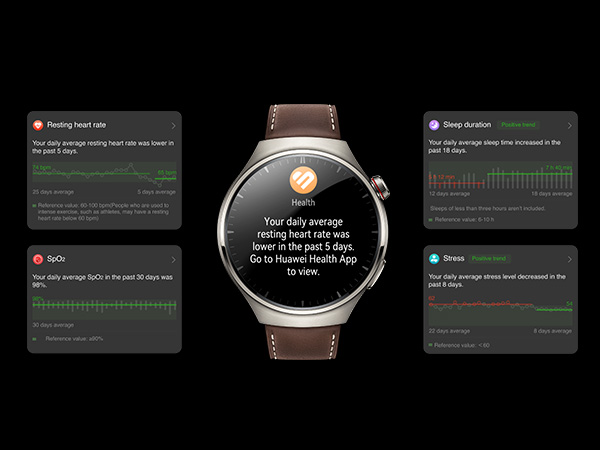 Resting heart rate
Your daily average resting heart rate was lower in
the past 5 days.
74 bpm
65 bpm
25 days average
5 days average
Reference value: 60-100 bpm(People who are used to
intense exercise, such as athletes, may have a resting
heart rate below 60 bpm)
SpO₂
Your daily average SpO₂ in the past 30 days was
98%.
98%
30 days average
Reference value: ≥90%.
Health
Your daily average
resting heart rate was
lower in the past 5 days.
Go to Huawei Health App
to view.
Sleep duration
Positive trend
Your daily average sleep time increased in the
past 18 days.
12 min
7 h 40 min
12 days average
18 days average
Sleeps of less than three hours aren't included.
Reference value: 6-10 h
Stress
Positive trend
Your daily average stress level decreased in the
past 8 days.
62
54
22 days average
8 days average
Reference value: < 60